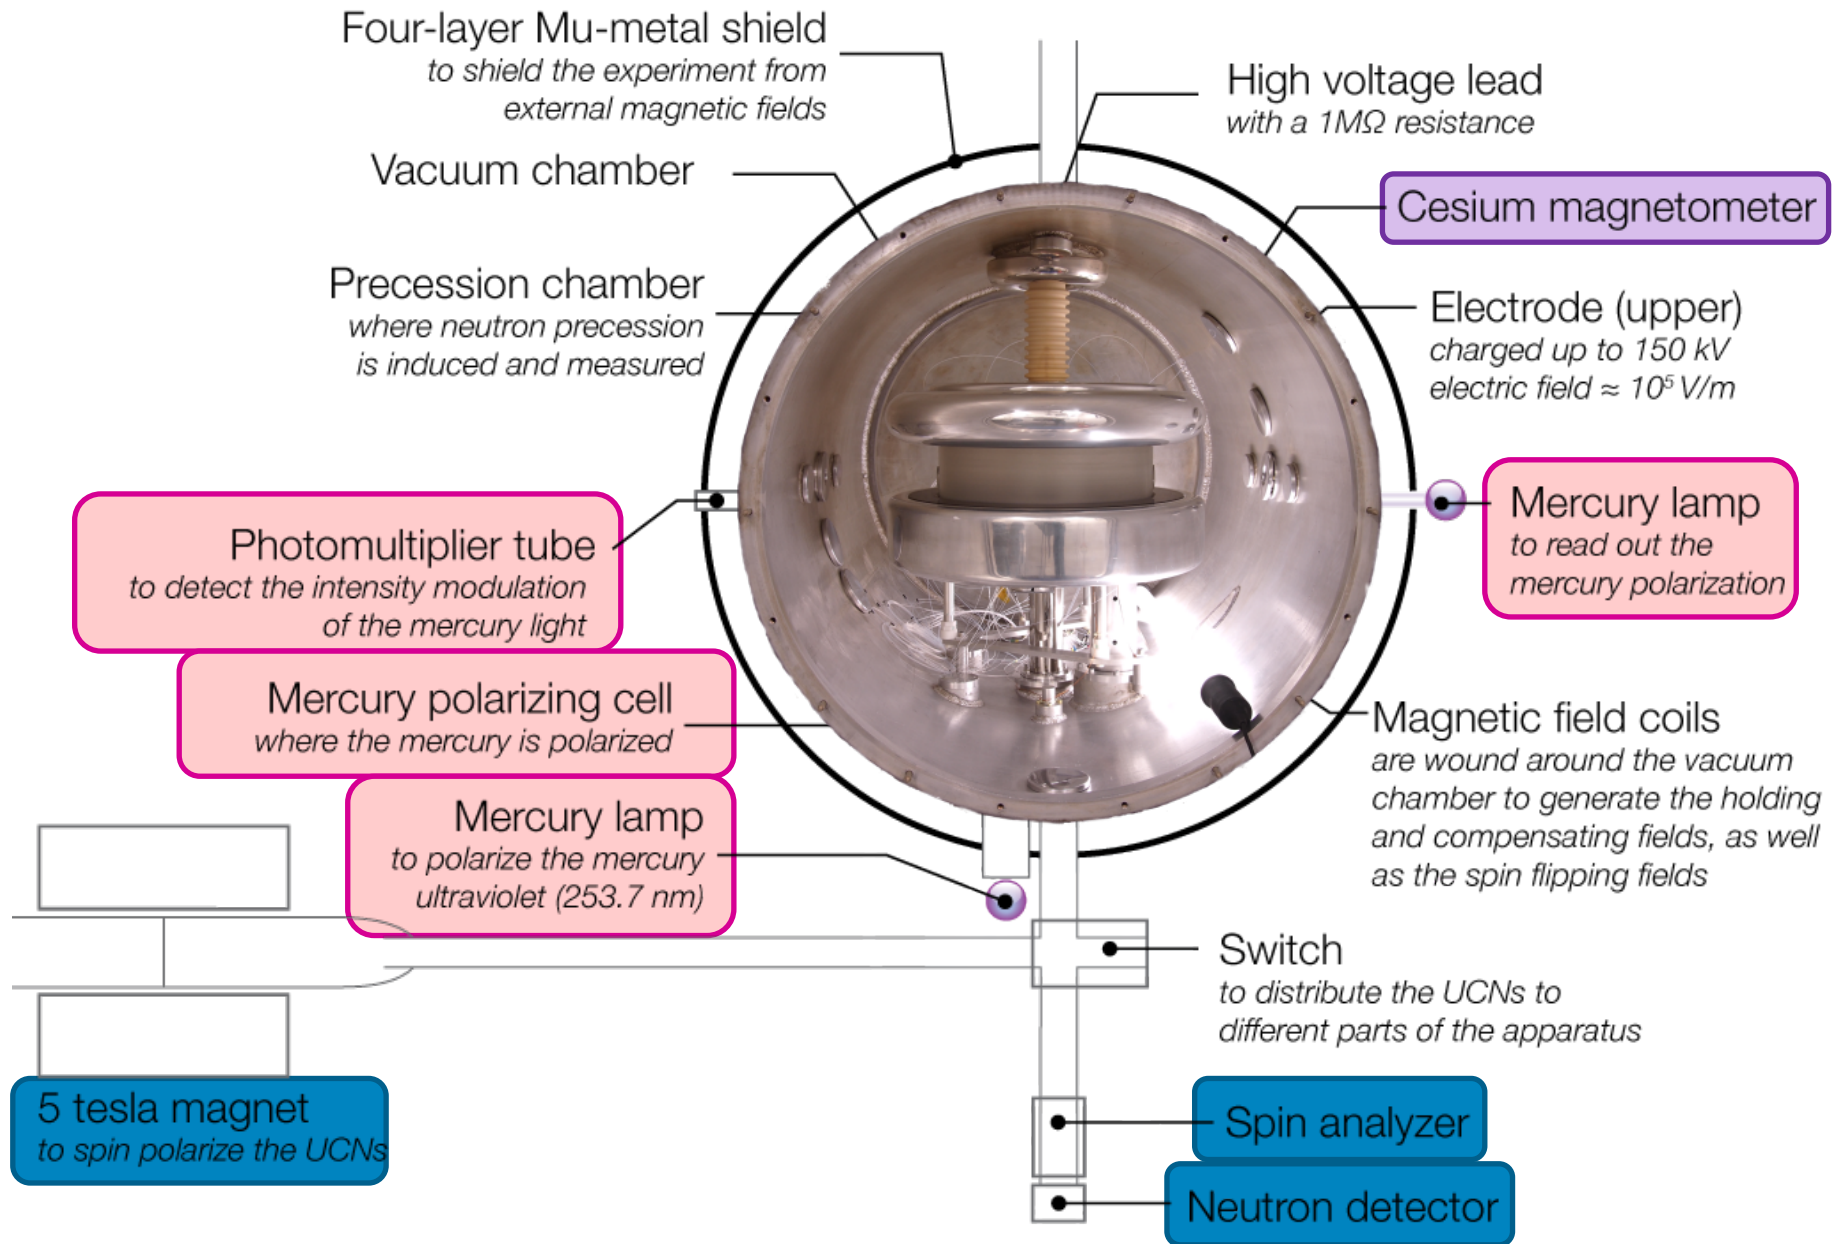 Four-layer Mu-metal shield
to shield the experiment from
external magnetic fields
High voltage lead
with a 1MΩ resistance
Vacuum chamber
Cesium magnetometer
Precession chamber
where neutron precession
is induced and measured
Electrode (upper)
charged up to 150 kV
electric field ≈ 10⁵ V/m
Photomultiplier tube
to detect the intensity modulation
of the mercury light
Mercury lamp
to read out the
mercury polarization
Mercury polarizing cell
where the mercury is polarized
Magnetic field coils
are wound around the vacuum
chamber to generate the holding
and compensating fields, as well
as the spin flipping fields
Mercury lamp
to polarize the mercury
ultraviolet (253.7 nm)
Switch
to distribute the UCNs to
different parts of the apparatus
5 tesla magnet
to spin polarize the UCNs
Spin analyzer
Neutron detector